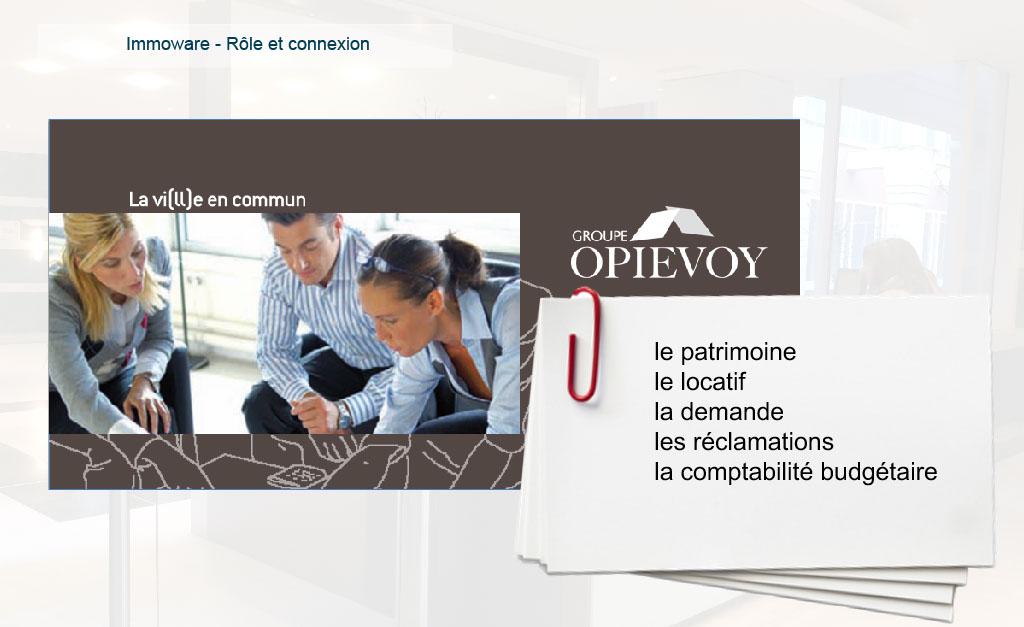 Immoware - Rôle et connexion
La vi(ll)e en commun
GROUPE
OPIEVOY
le patrimoine
le locatif
la demande
les réclamations
la comptabilité budgétaire